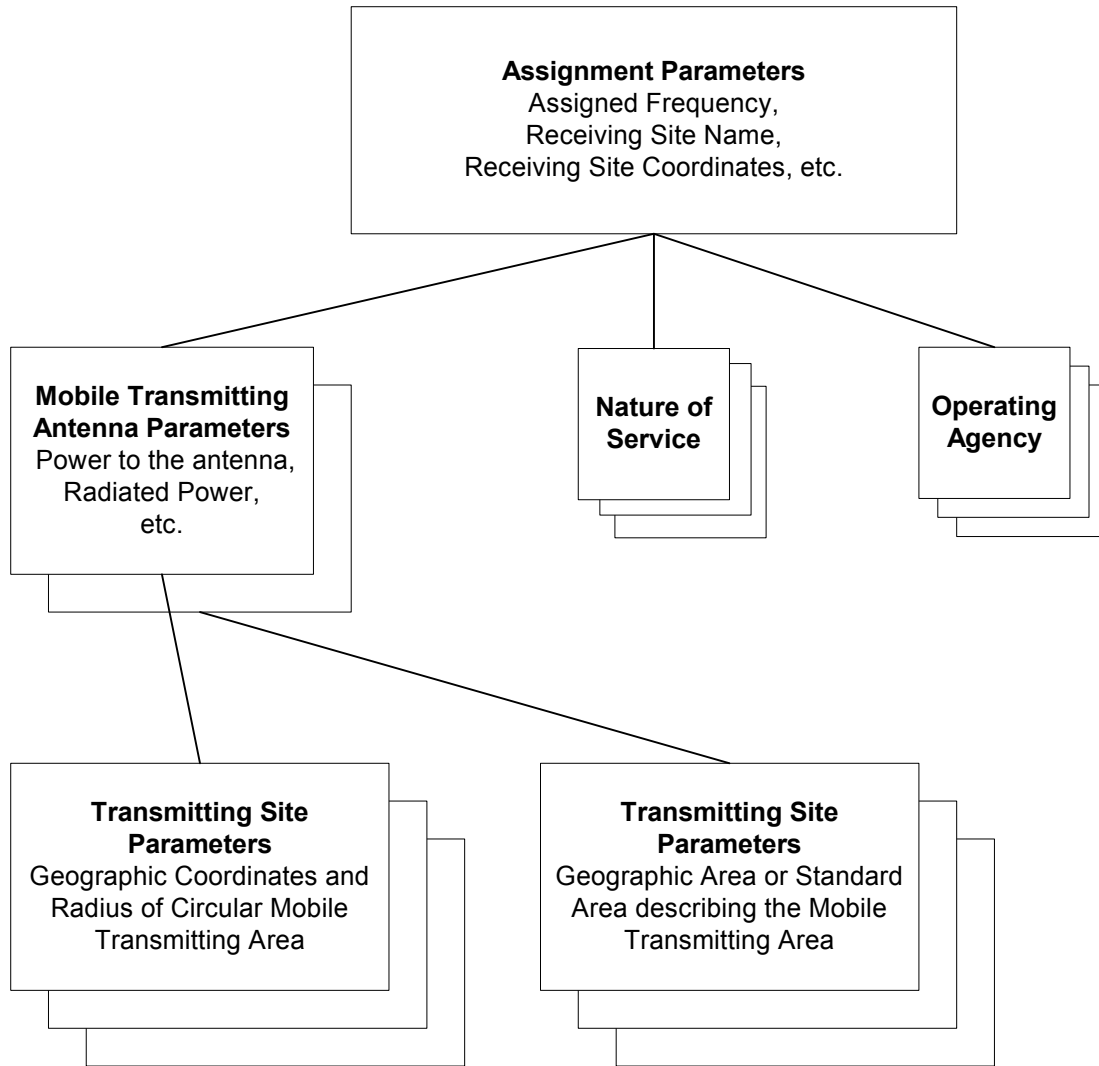 Assignment Parameters
Assigned Frequency,
Receiving Site Name,
Receiving Site Coordinates, etc.
Mobile Transmitting
Antenna Parameters
Power to the antenna,
Radiated Power,
etc.
Nature of
Service
Operating
Agency
Transmitting Site
Parameters
Geographic Coordinates and
Radius of Circular Mobile
Transmitting Area
Transmitting Site
Parameters
Geographic Area or Standard
Area describing the Mobile
Transmitting Area